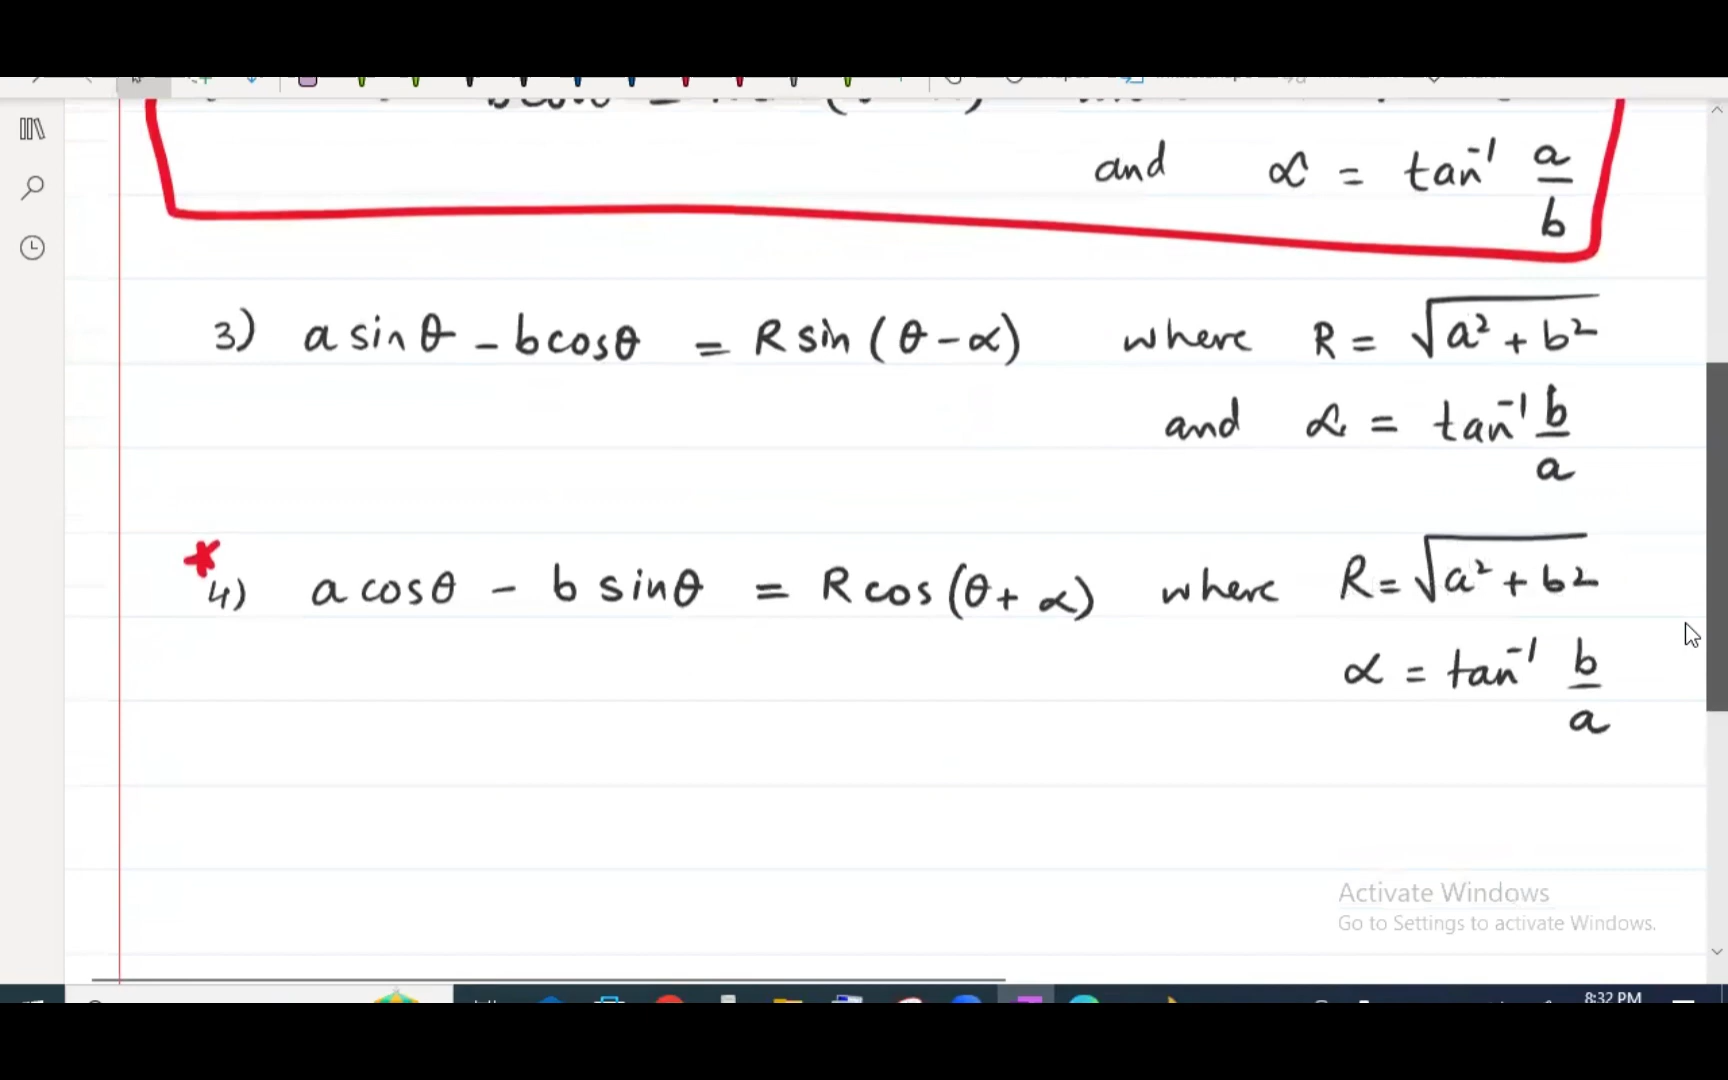 and α = tan⁻¹ a/b
3) a sin θ - b cos θ = R sin (θ - α) where R = √(a² + b²)
and α = tan⁻¹ b/a
4) a cos θ - b sin θ = R cos (θ + α) where R = √(a² + b²)
α = tan⁻¹ b/a
Activate Windows
Go to Settings to activate Windows.
8:32 PM